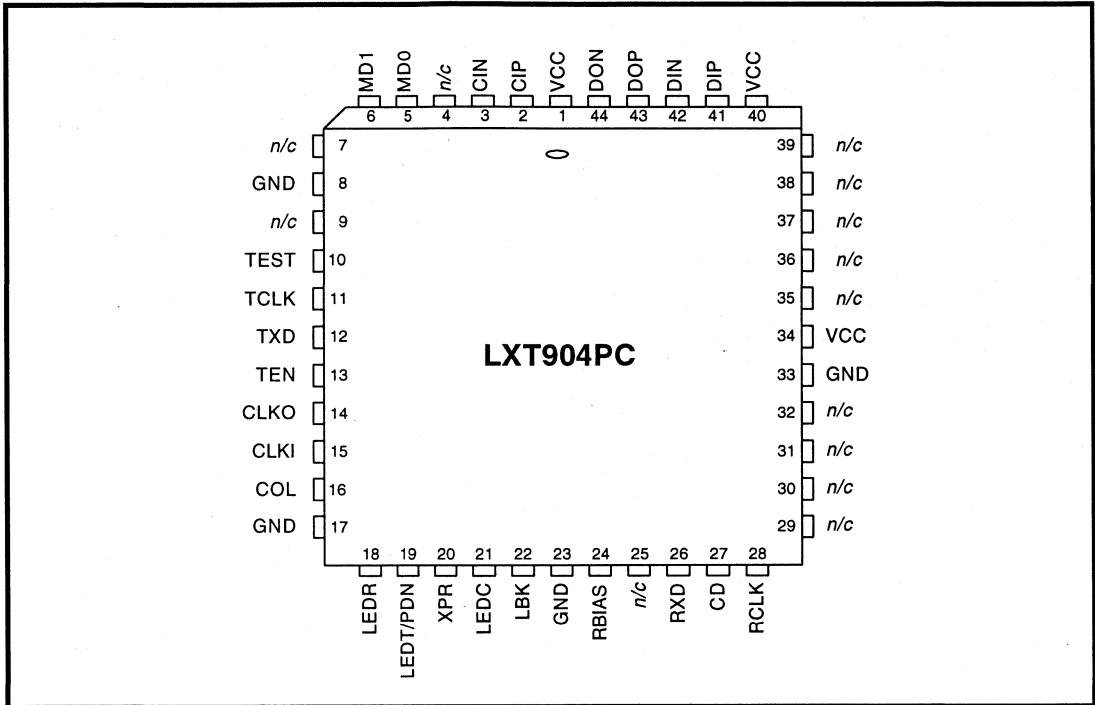 MD1 MD0 n/c CIN CIP VCC DON DOP DIN DIP VCC
6 5 4 3 2 1 44 43 42 41 40
n/c 7 39 n/c
GND 8 38 n/c
n/c 9 37 n/c
TEST 10 36 n/c
TCLK 11 35 n/c
TXD 12 34 VCC
LXT904PC
TEN 13 33 GND
CLKO 14 32 n/c
CLKI 15 31 n/c
COL 16 30 n/c
GND 17 29 n/c
18 19 20 21 22 23 24 25 26 27 28
LEDR LEDT/PDN XPR LEDC LBK GND RBIAS n/c RXD CD RCLK